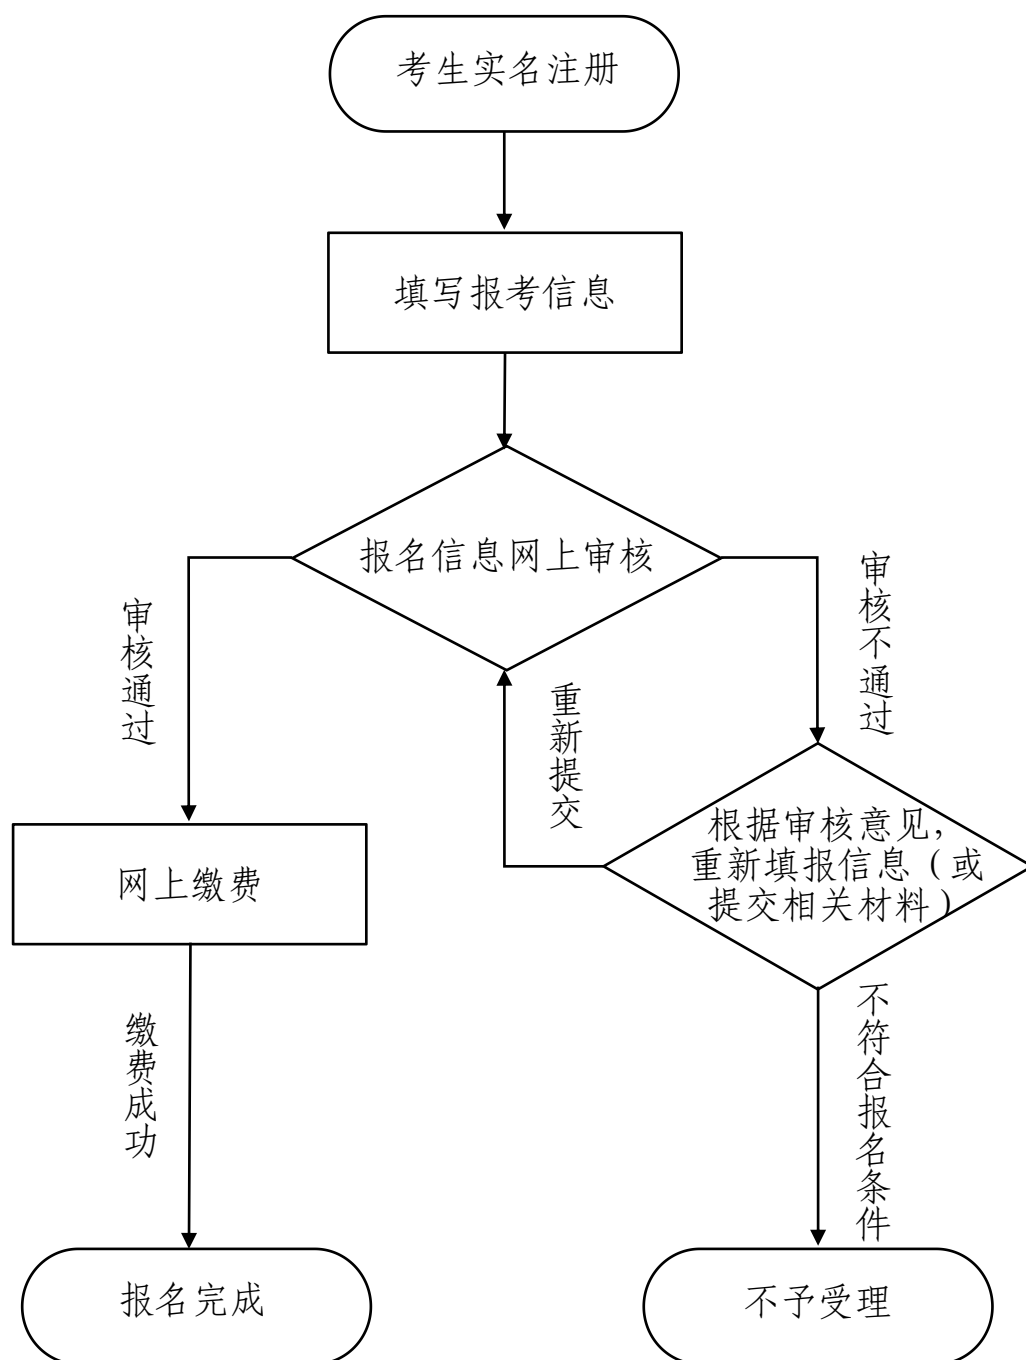 考生实名注册
填写报考信息
报名信息网上审核
审核通过
审核不通过
重新提交
根据审核意见，
重新填报信息（或
提交相关材料）
网上缴费
缴费成功
不符合报名条件
报名完成
不予受理